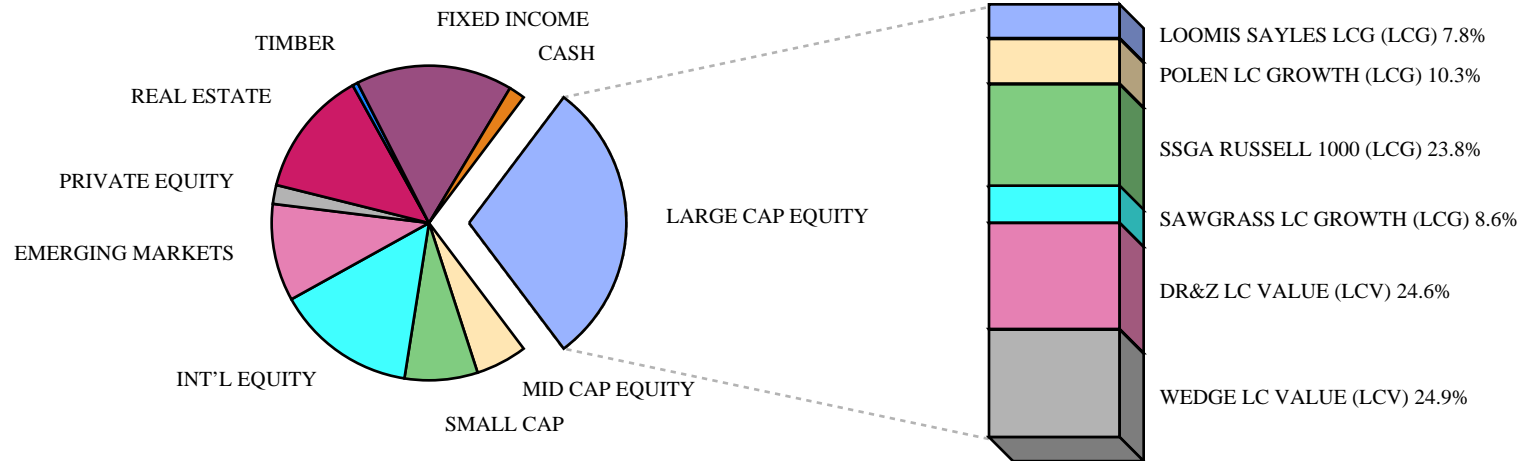 FIXED INCOME
CASH
TIMBER
REAL ESTATE
PRIVATE EQUITY
EMERGING MARKETS
INT'L EQUITY
SMALL CAP
MID CAP EQUITY
LARGE CAP EQUITY
LOOMIS SAYLES LCG (LCG) 7.8%
POLEN LC GROWTH (LCG) 10.3%
SSGA RUSSELL 1000 (LCG) 23.8%
SAWGRASS LC GROWTH (LCG) 8.6%
DR&Z LC VALUE (LCV) 24.6%
WEDGE LC VALUE (LCV) 24.9%